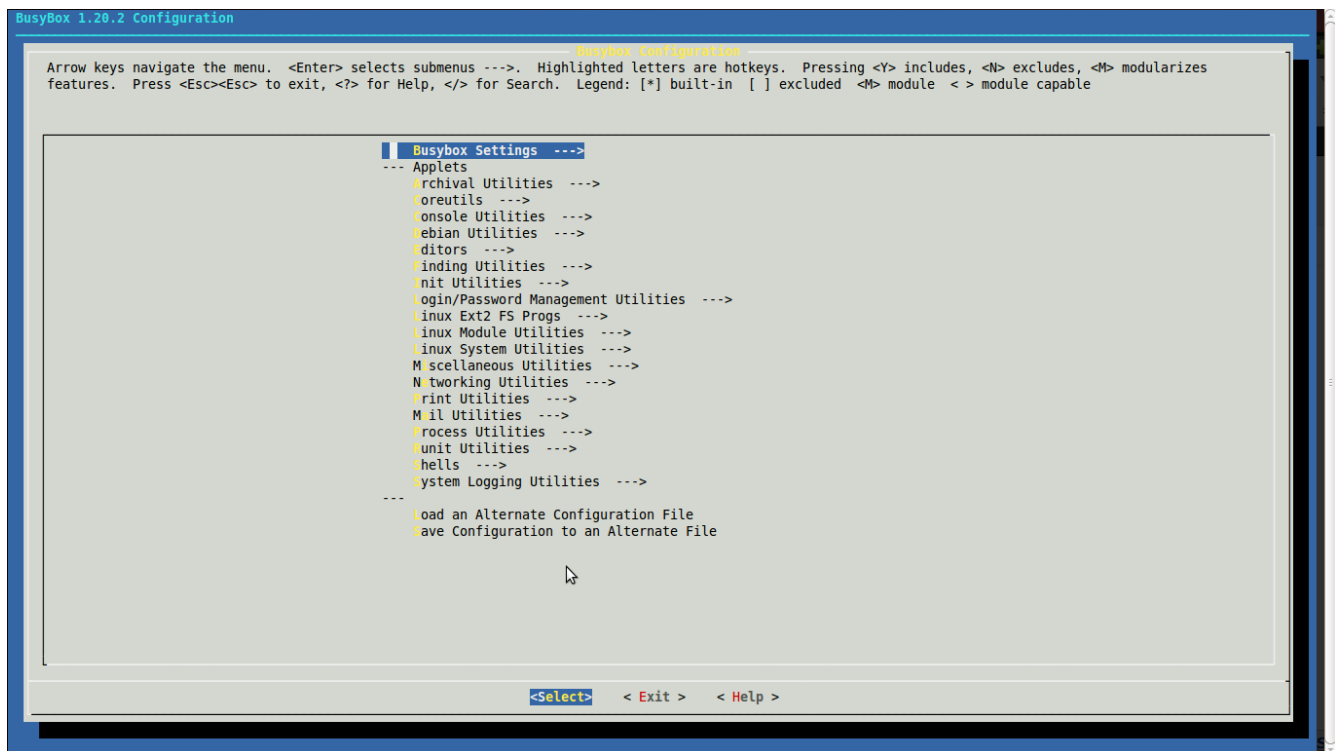 BusyBox 1.20.2 Configuration
Busybox Configuration
Arrow keys navigate the menu.  <Enter> selects submenus --->.  Highlighted letters are hotkeys.  Pressing <Y> includes, <N> excludes, <M> modularizes
features.  Press <Esc><Esc> to exit, <?> for Help, </> for Search.  Legend: [*] built-in  [ ] excluded  <M> module  < > module capable
Busybox Settings  --->
--- Applets
Archival Utilities  --->
Coreutils  --->
Console Utilities  --->
Debian Utilities  --->
Editors  --->
Finding Utilities  --->
Init Utilities  --->
Login/Password Management Utilities  --->
Linux Ext2 FS Progs  --->
Linux Module Utilities  --->
Linux System Utilities  --->
Miscellaneous Utilities  --->
Networking Utilities  --->
Print Utilities  --->
Mail Utilities  --->
Process Utilities  --->
Runit Utilities  --->
Shells  --->
System Logging Utilities  --->
---
Load an Alternate Configuration File
Save Configuration to an Alternate File
<Select>    < Exit >    < Help >